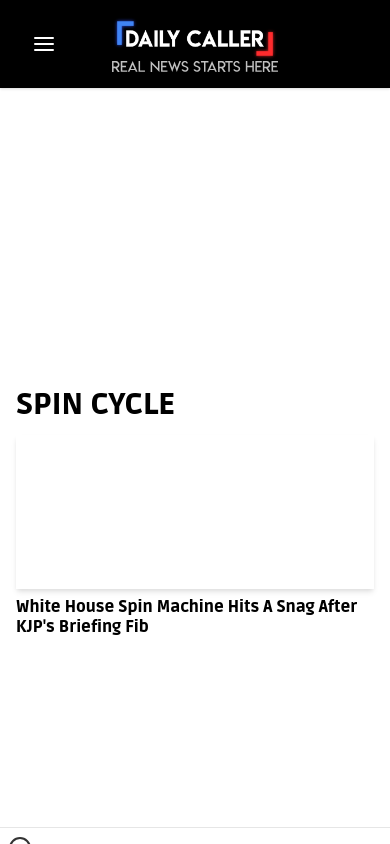 DAILY CALLER
REAL NEWS STARTS HERE
SPIN CYCLE
White House Spin Machine Hits A Snag After
KJP's Briefing Fib